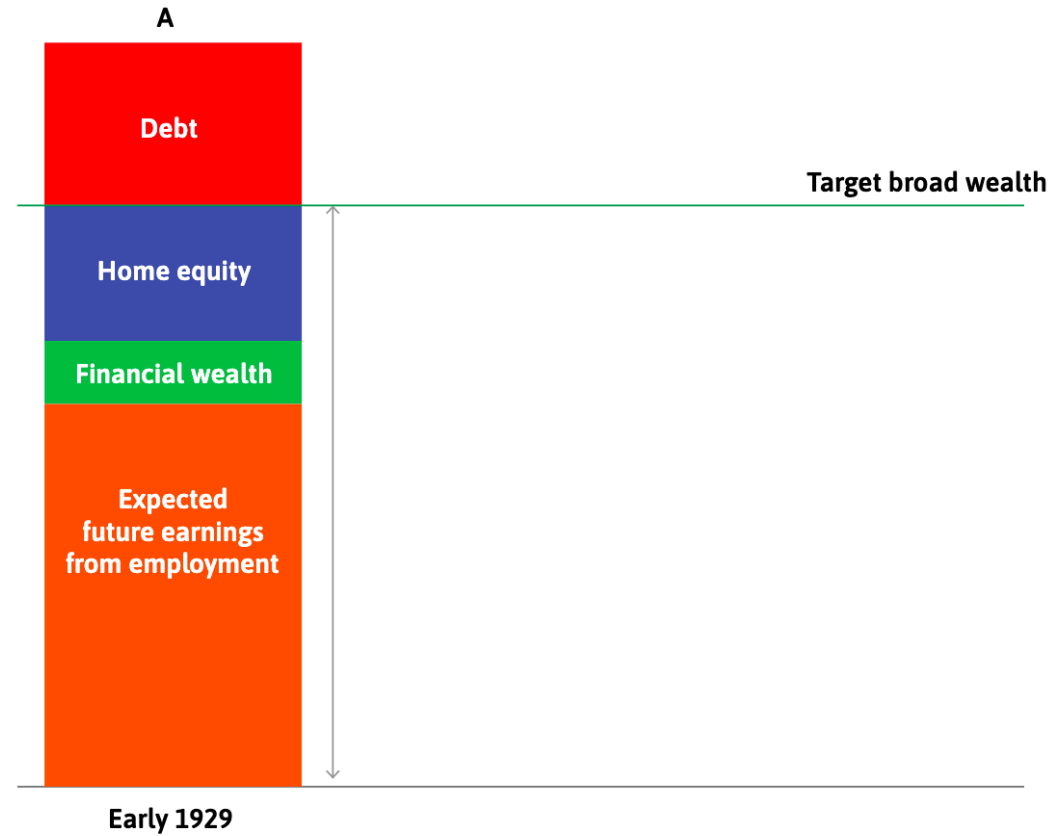 A
Debt
Target broad wealth
Home equity
Financial wealth
Expected
future earnings
from employment
Early 1929